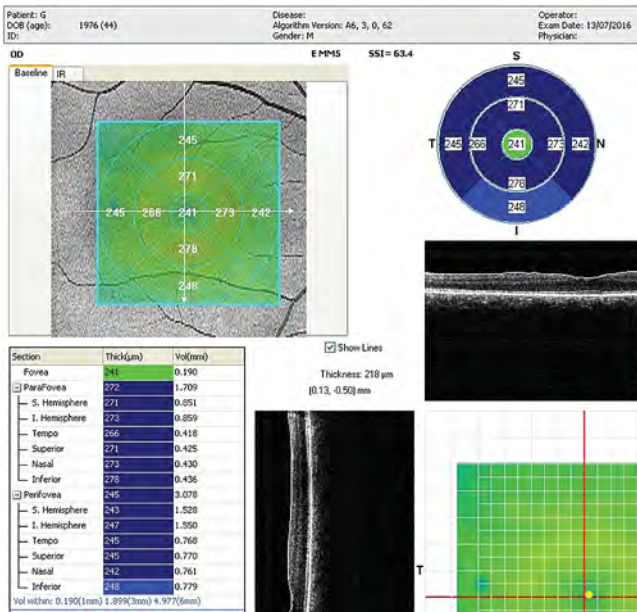 Patient: G
DOB (age): 1976 (44)
ID:
Disease:
Algorithm Version: A6, 3, 0, 62
Gender: M
Operator:
Exam Date: 13/07/2016
Physician:
OD E MM5 SSI= 63.4
Baseline IR
245
271
245 266 241 273 242
278
248
S
245
271
T 245 266 241 273 242 N
278
248
I
Show Lines
Thickness: 218 µm
(0.13, -0.50) mm
Section Thick(µm) Vol(mm)
Fovea 241 0.190
ParaFovea 272 1.709
S. Hemisphere 271 0.851
I. Hemisphere 273 0.859
Tempo 266 0.418
Superior 271 0.425
Nasal 273 0.430
Inferior 278 0.436
Perifovea 245 3.078
S. Hemisphere 243 1.528
I. Hemisphere 247 1.550
Tempo 245 0.768
Superior 245 0.770
Nasal 242 0.761
Inferior 248 0.779
Vol within: 0.190(1mm) 1.899(3mm) 4.977(6mm)
T